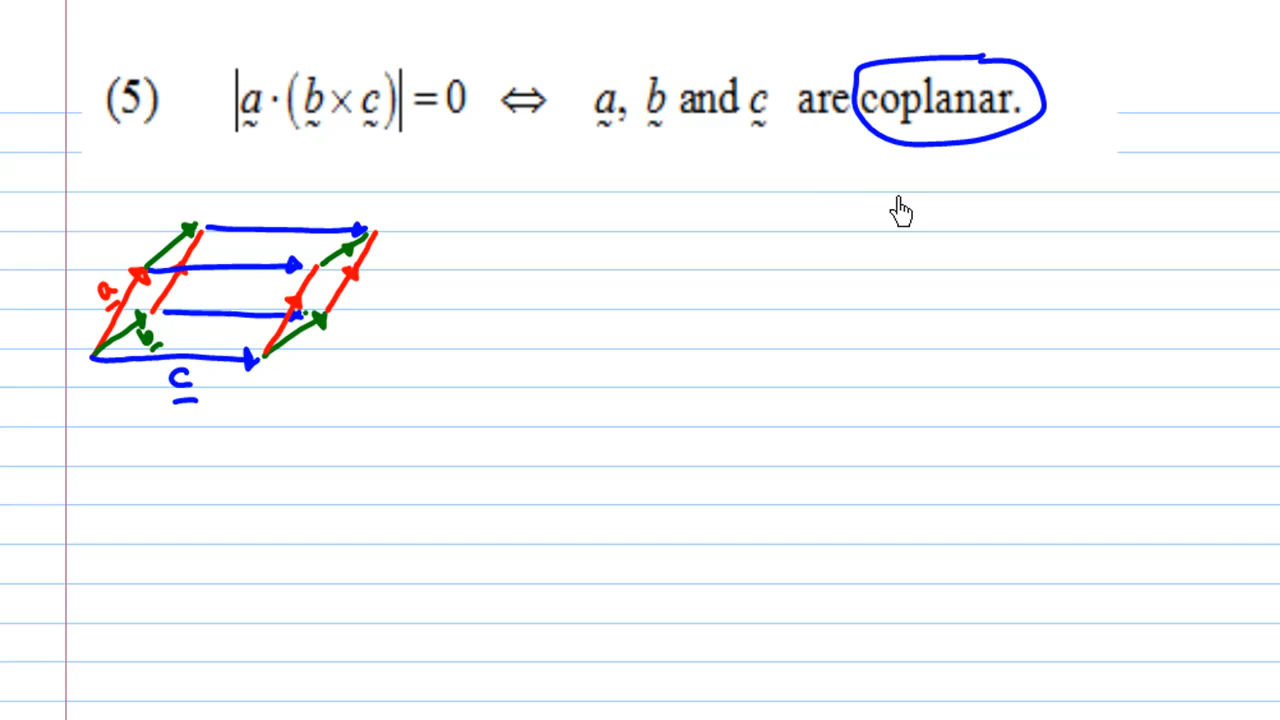 (5) |a·(b×c)| = 0 ⇔ a, b and c are coplanar.
a
b
c